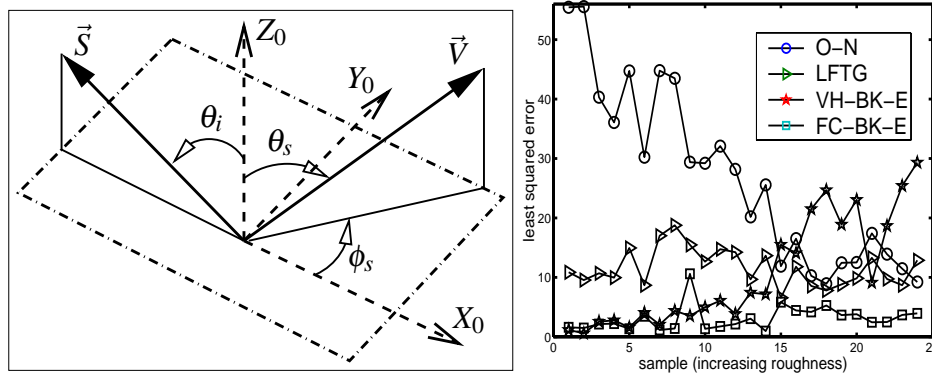 S⃗
Z₀
V⃗
Y₀
θᵢ
θₛ
ϕₛ
X₀
50
40
30
20
10
0
0
5
10
15
20
25
least squared error
sample (increasing roughness)
O−N
LFTG
VH−BK−E
FC−BK−E